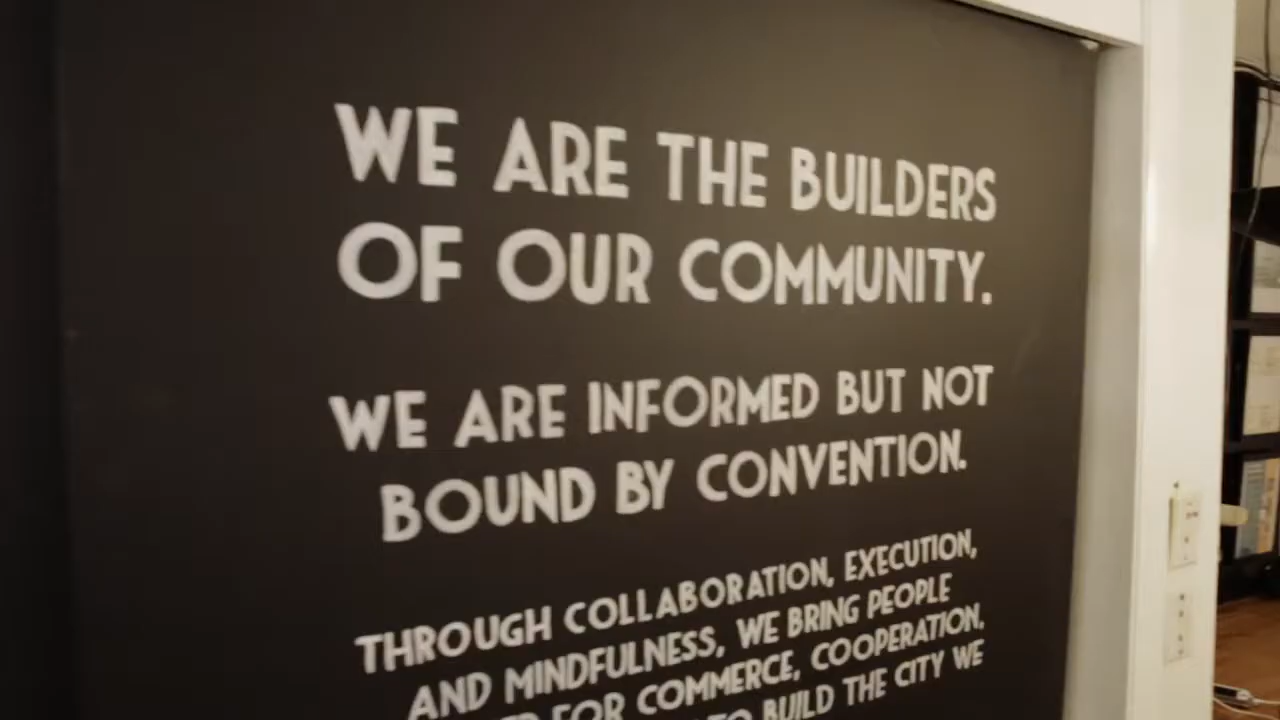 WE ARE THE BUILDERS
OF OUR COMMUNITY.
WE ARE INFORMED BUT NOT
BOUND BY CONVENTION.
THROUGH COLLABORATION, EXECUTION,
AND MINDFULNESS, WE BRING PEOPLE
FOR COMMERCE, COOPERATION,
TO BUILD THE CITY WE